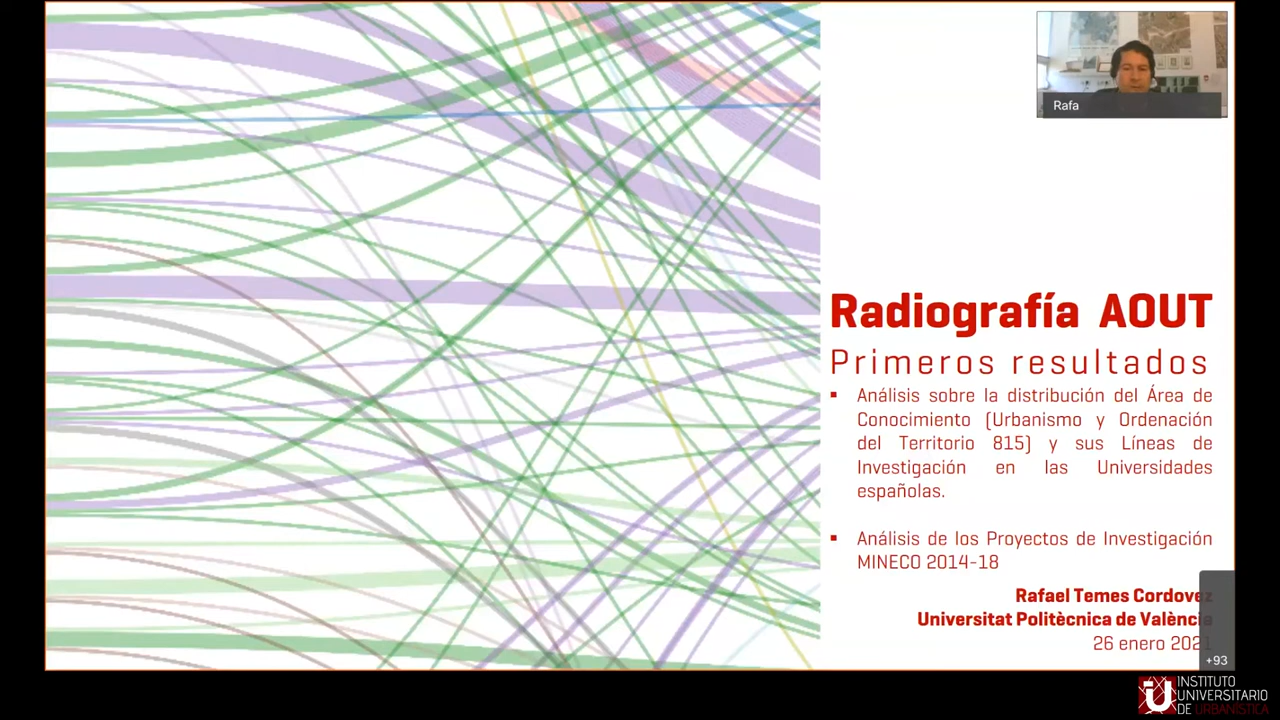 Rafa
Radiografía AOUT
Primeros resultados
▪ Análisis sobre la distribución del Área de
Conocimiento (Urbanismo y Ordenación
del Territorio 815) y sus Líneas de
Investigación en las Universidades
españolas.
▪ Análisis de los Proyectos de Investigación
MINECO 2014-18
Rafael Temes Cordovez
Universitat Politècnica de València
26 enero 2021
+93
INSTITUTO
UNIVERSITARIO
DE URBANÍSTICA